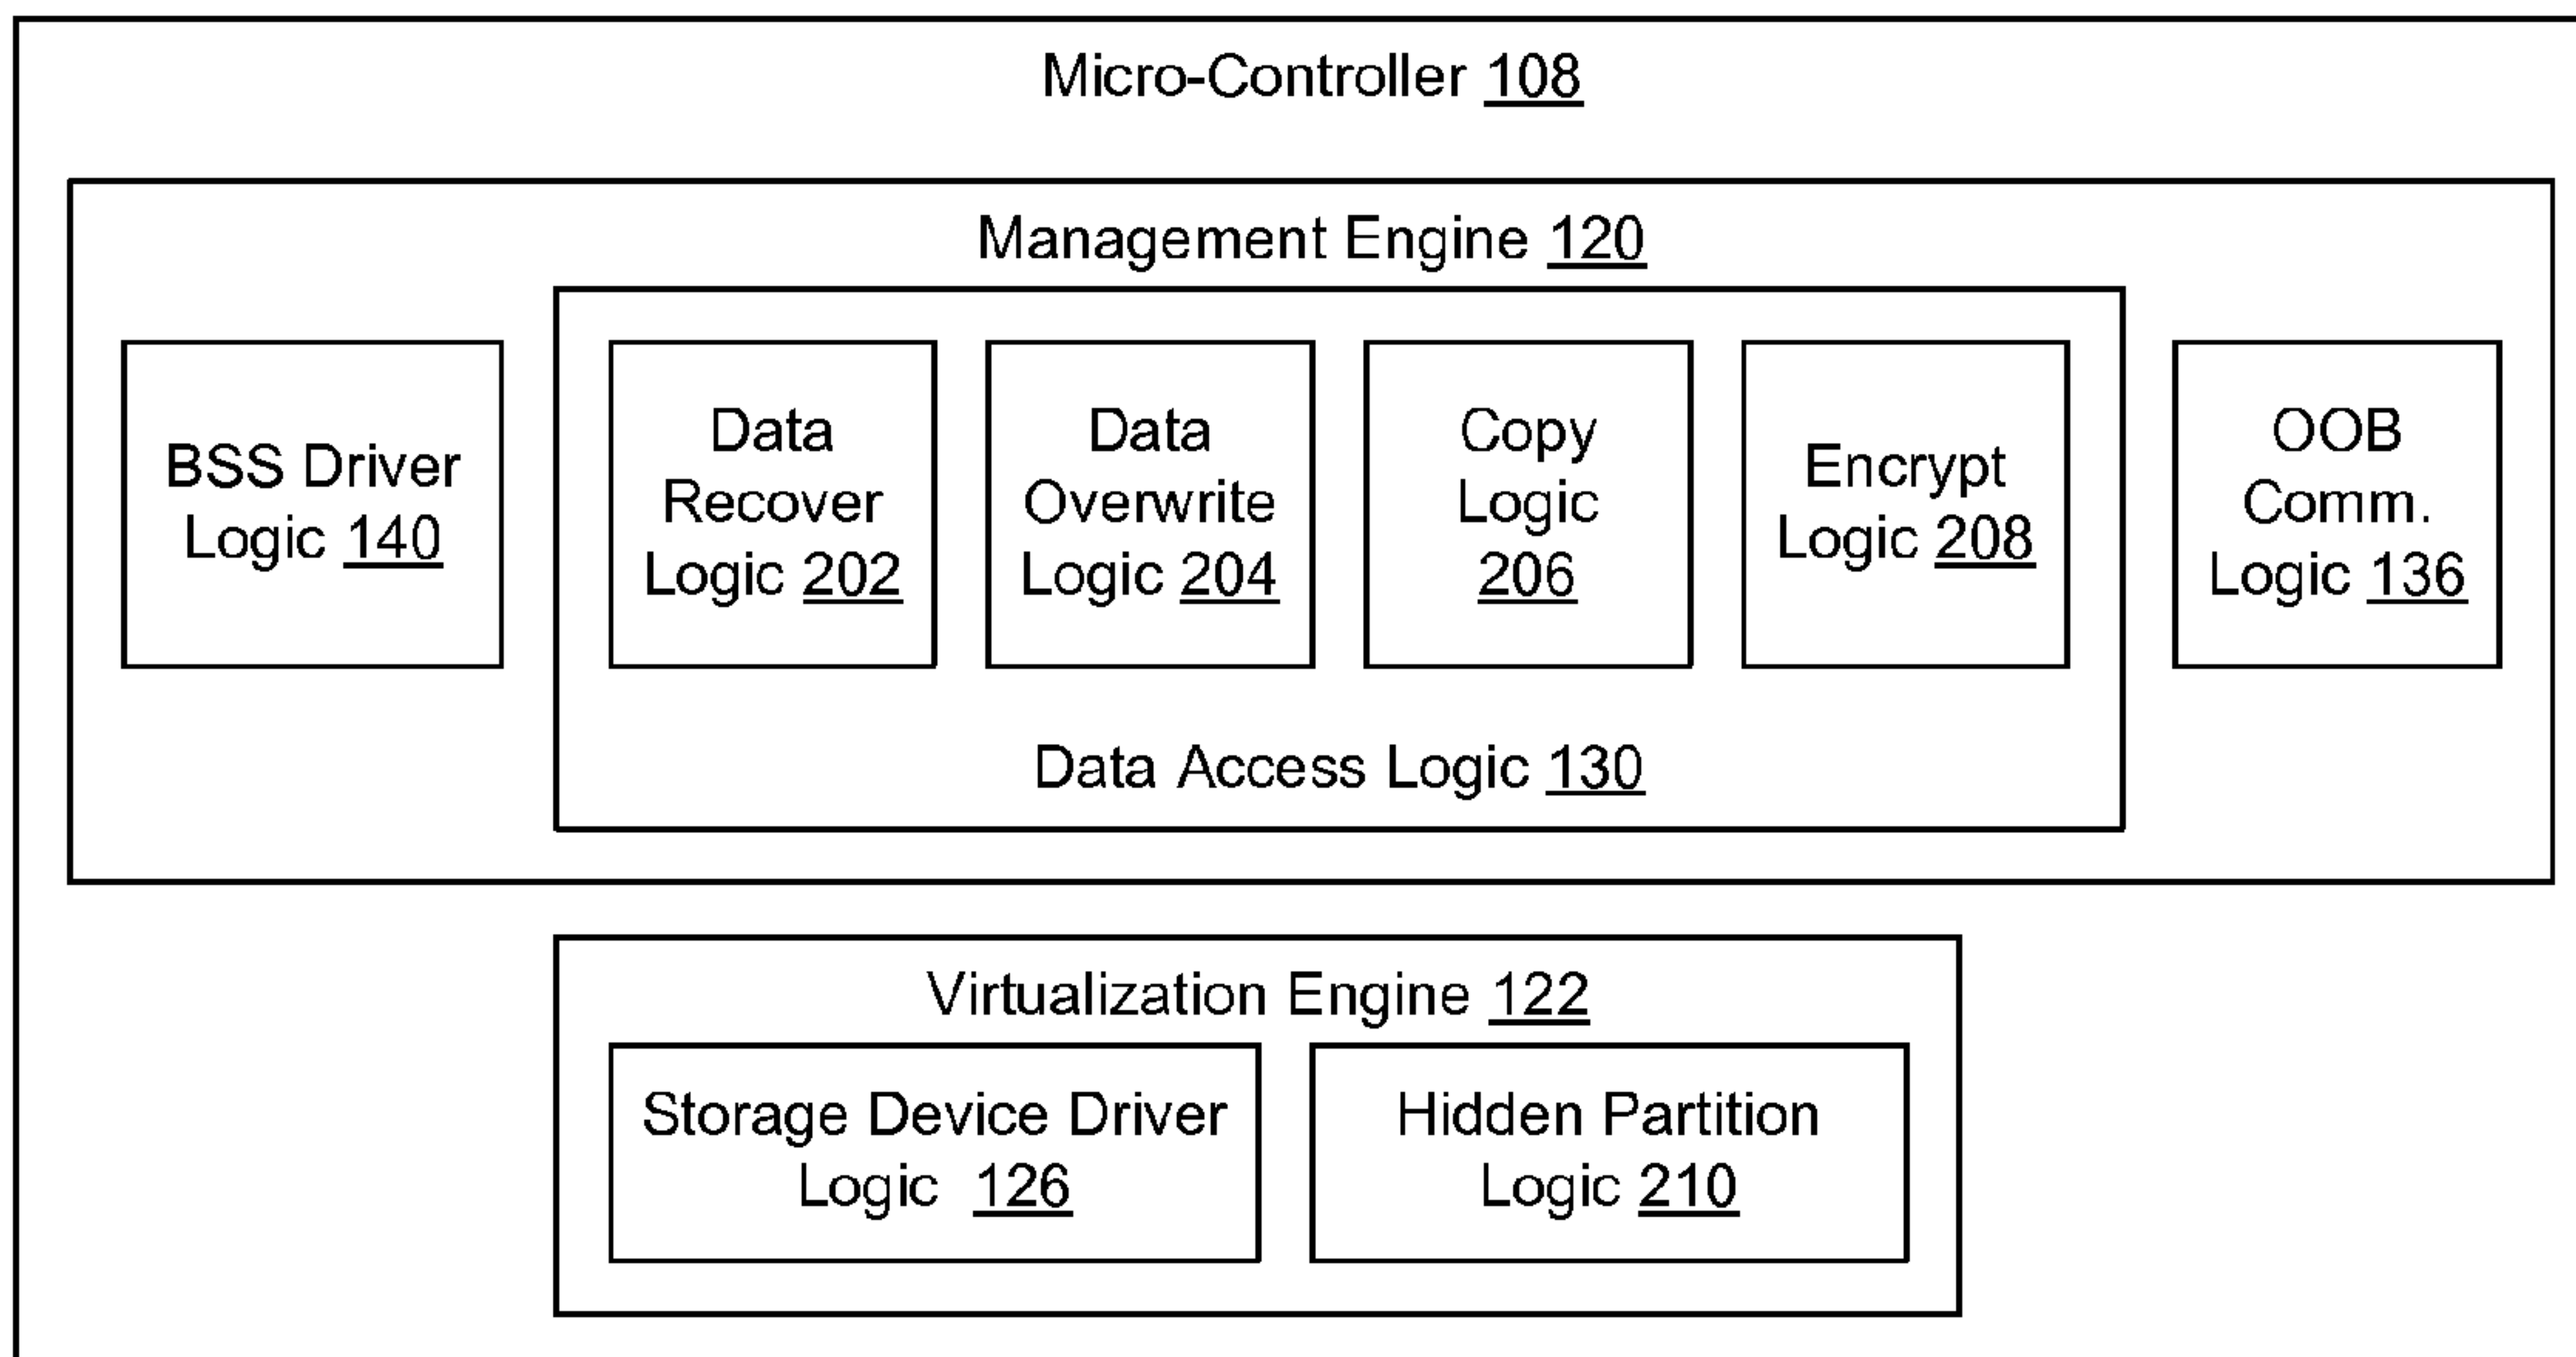 Micro-Controller 108
Management Engine 120
BSS Driver
Logic 140
Data
Recover
Logic 202
Data
Overwrite
Logic 204
Copy
Logic
206
Encrypt
Logic 208
OOB
Comm.
Logic 136
Data Access Logic 130
Virtualization Engine 122
Storage Device Driver
Logic 126
Hidden Partition
Logic 210